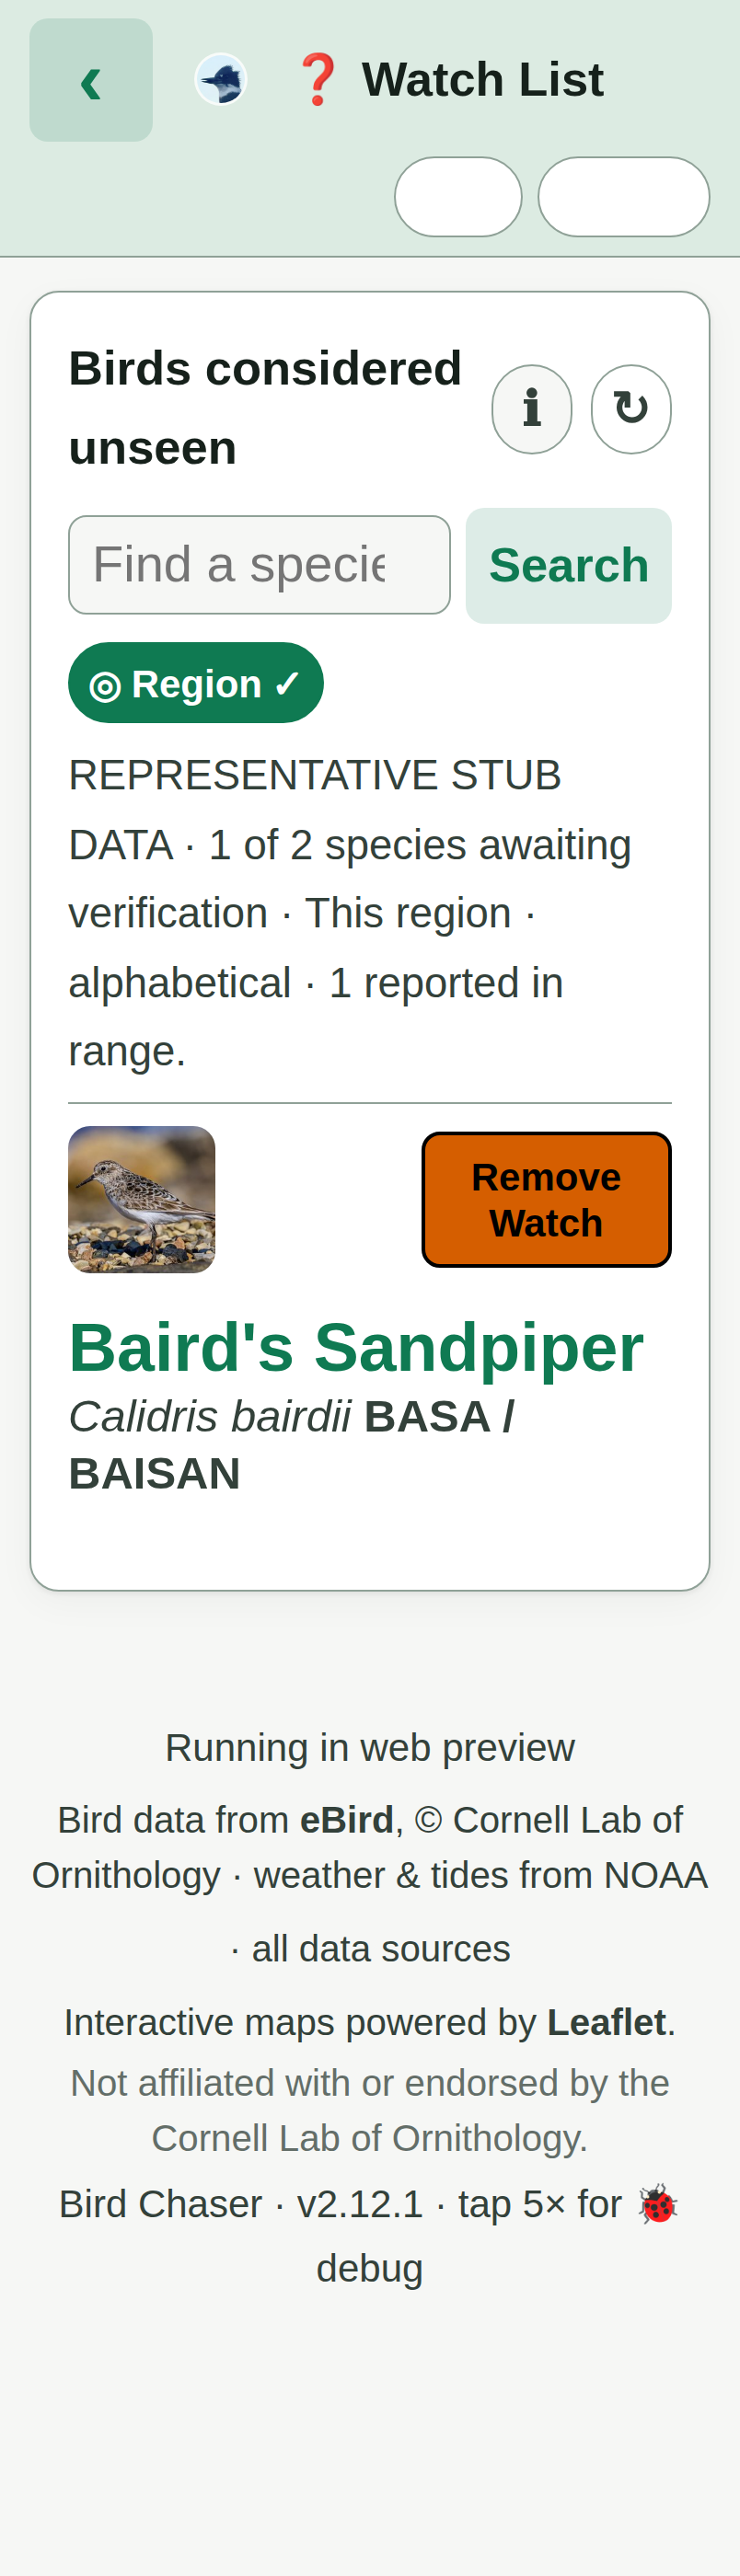 ‹ ❓ Watch List
Birds considered
unseen
ℹ ↻
Find a specie
Search
◎ Region ✓
REPRESENTATIVE STUB
DATA · 1 of 2 species awaiting
verification · This region ·
alphabetical · 1 reported in
range.
Remove
Watch
Baird's Sandpiper
Calidris bairdii BASA /
BAISAN
Running in web preview
Bird data from eBird, © Cornell Lab of
Ornithology · weather & tides from NOAA
· all data sources
Interactive maps powered by Leaflet.
Not affiliated with or endorsed by the
Cornell Lab of Ornithology.
Bird Chaser · v2.12.1 · tap 5× for 🐞
debug